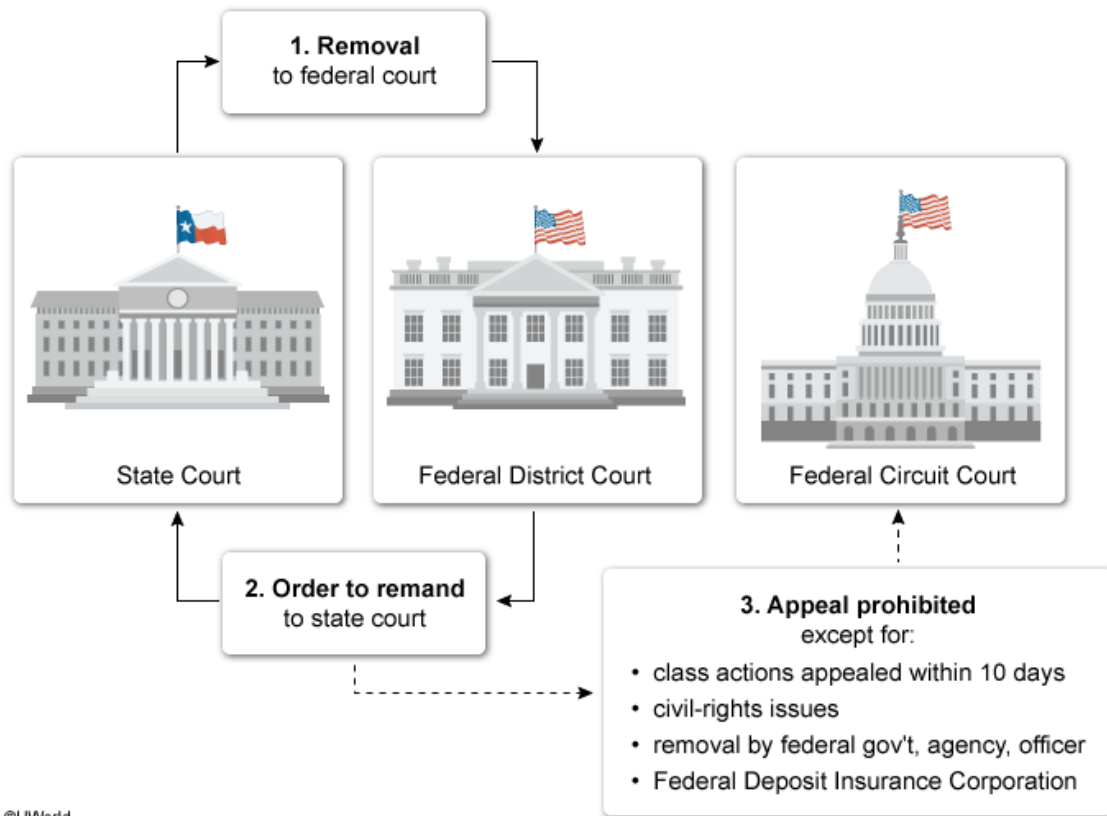 1. Removal
to federal court
State Court
Federal District Court
Federal Circuit Court
2. Order to remand
to state court
3. Appeal prohibited
except for:
• class actions appealed within 10 days
• civil-rights issues
• removal by federal gov't, agency, officer
• Federal Deposit Insurance Corporation